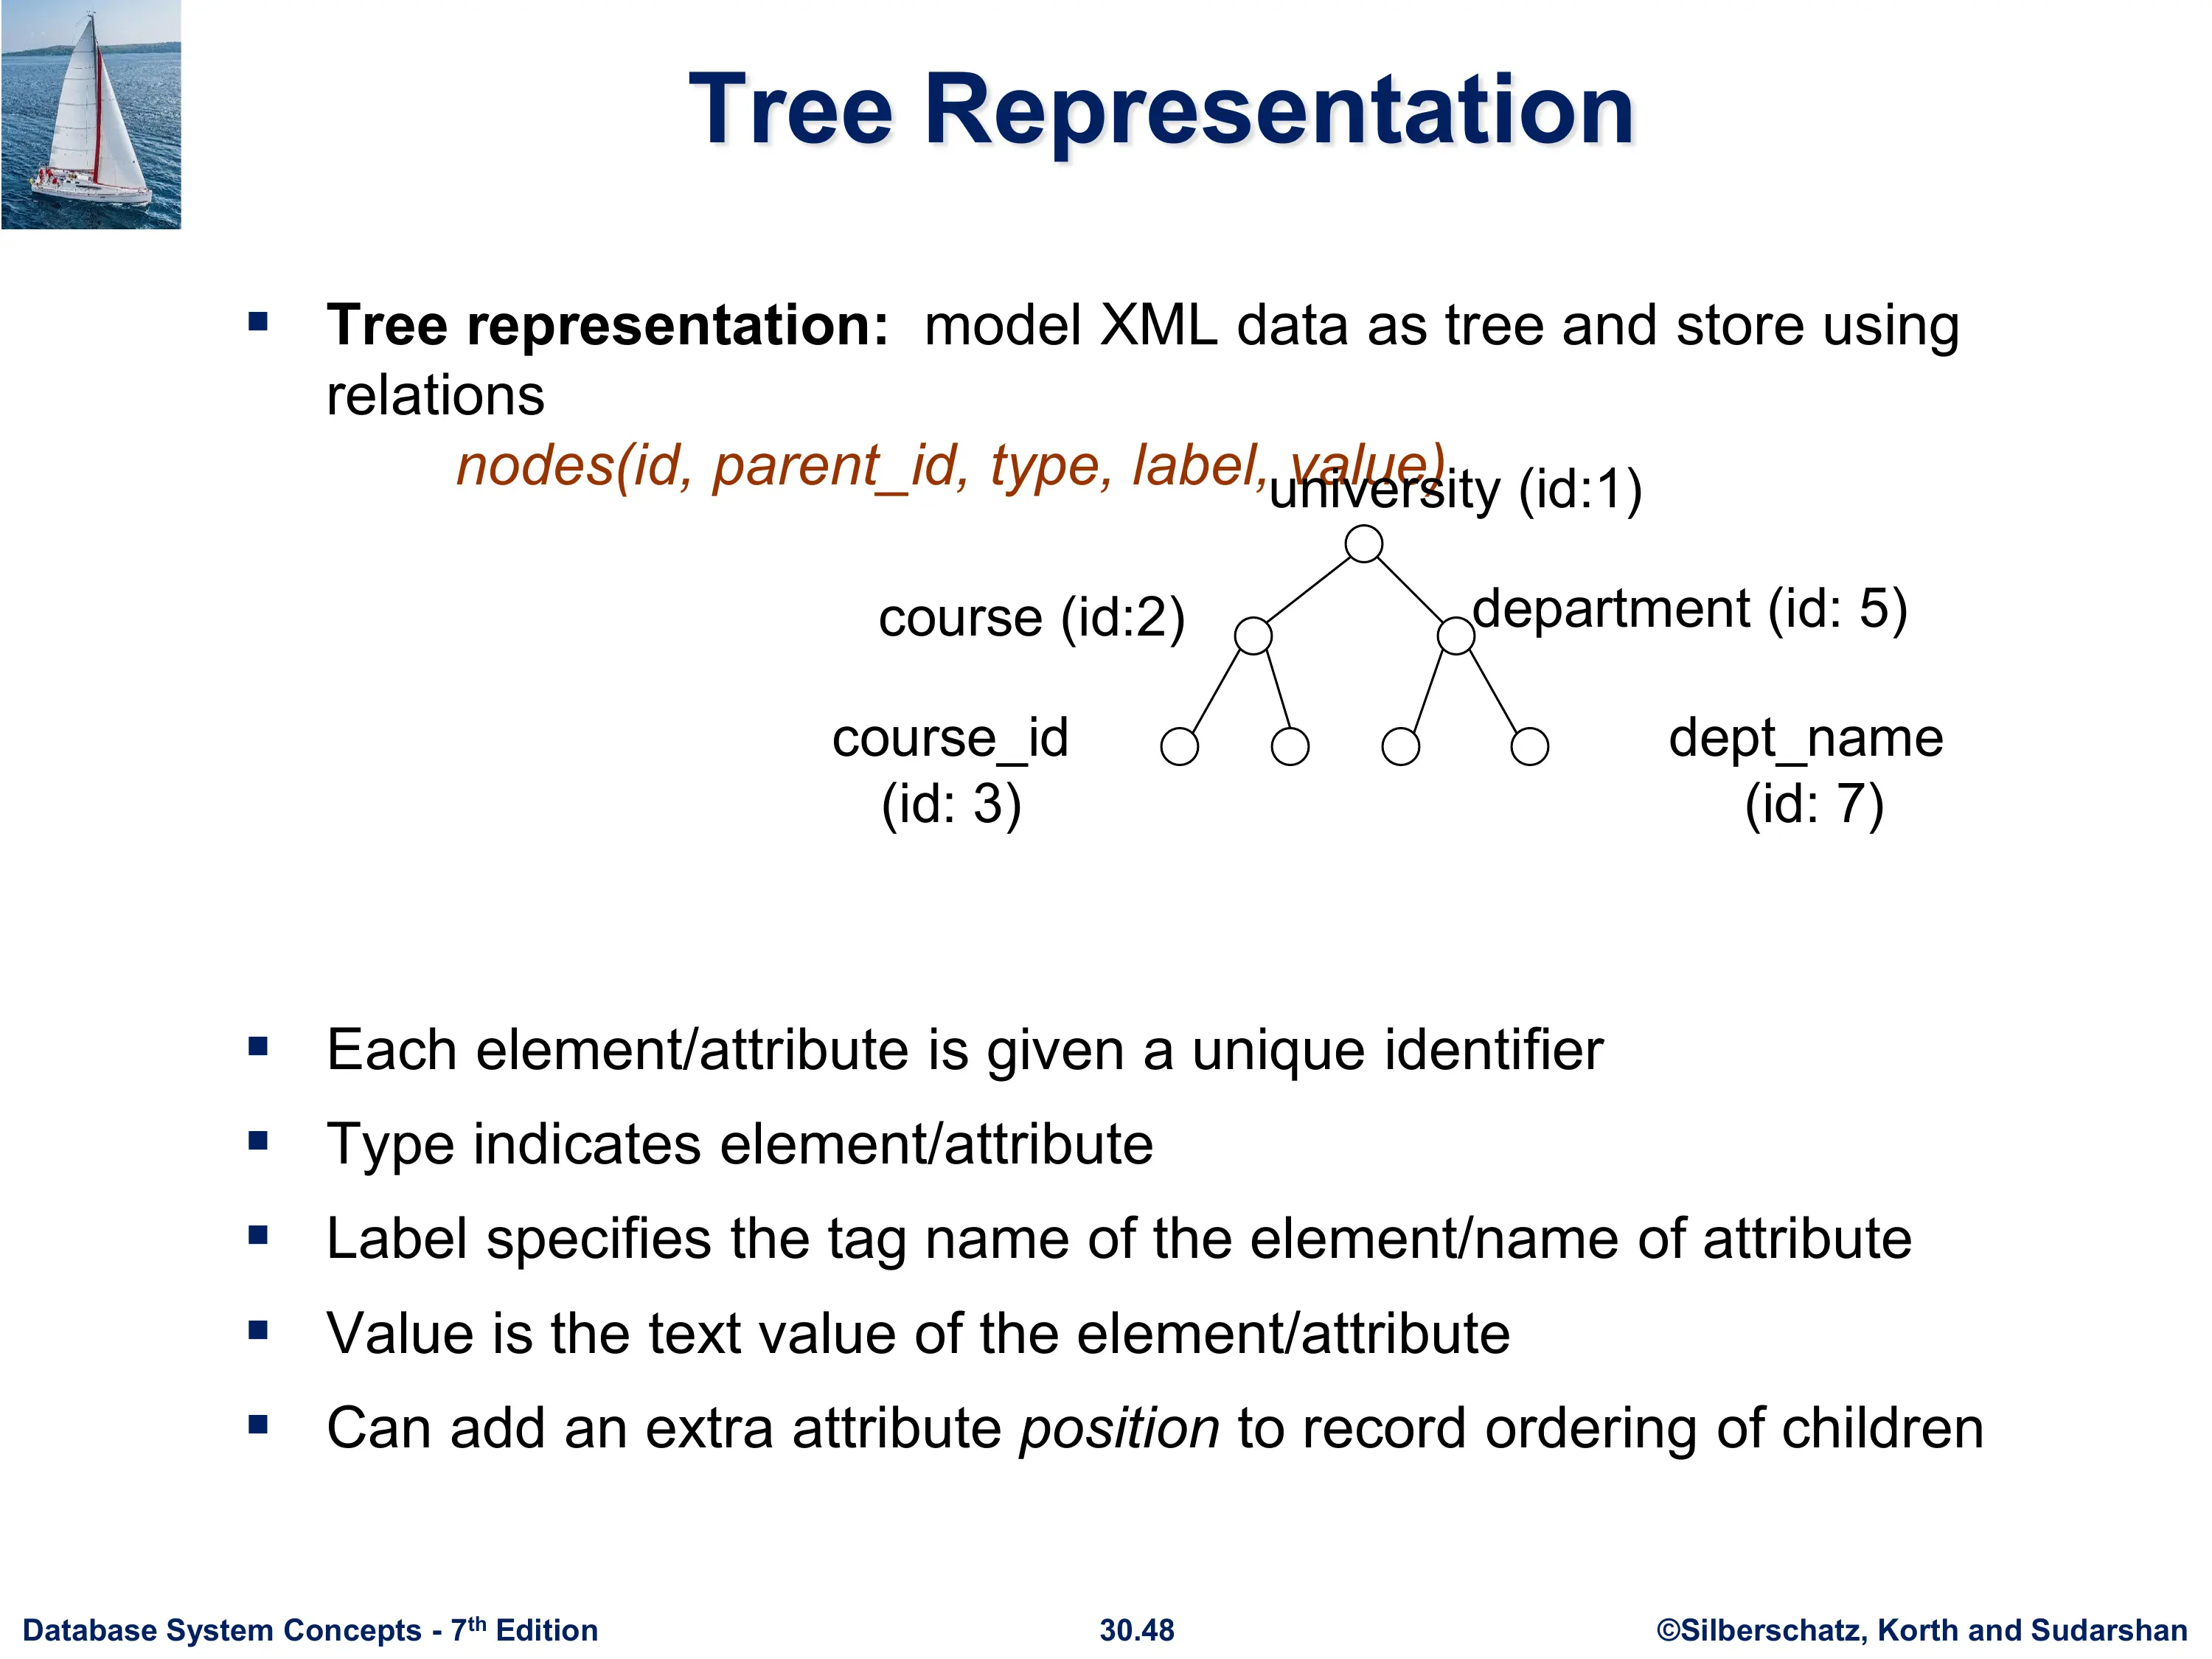 Tree Representation
Tree representation: model XML data as tree and store using
relations
nodes(id, parent_id, type, label, value)
university (id:1)
course (id:2)
department (id: 5)
course_id
(id: 3)
dept_name
(id: 7)
Each element/attribute is given a unique identifier
Type indicates element/attribute
Label specifies the tag name of the element/name of attribute
Value is the text value of the element/attribute
Can add an extra attribute position to record ordering of children
Database System Concepts - 7th Edition
30.48
©Silberschatz, Korth and Sudarshan